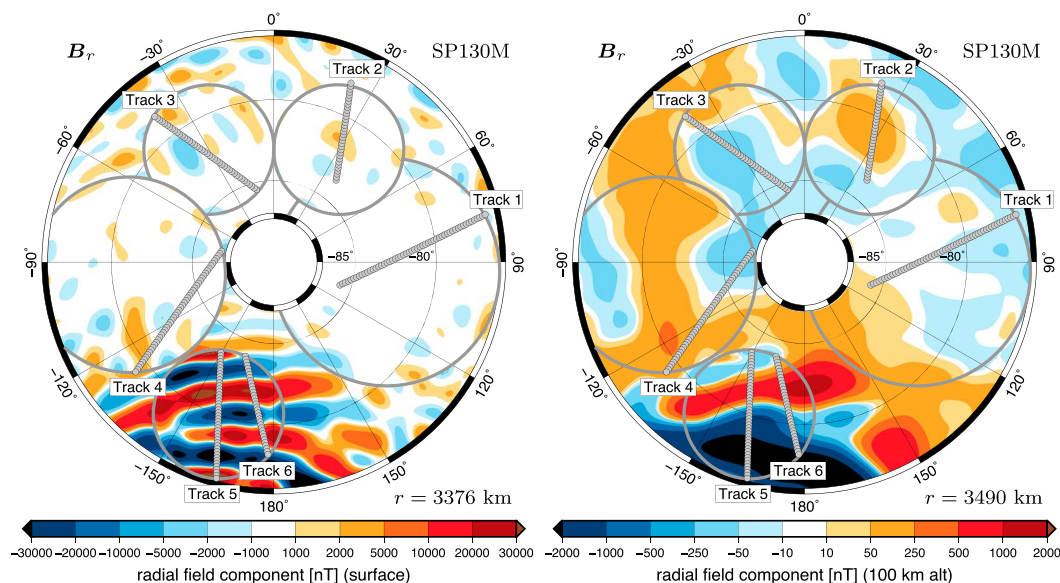 B_r
SP130M
0°
30°
60°
90°
120°
150°
180°
−150°
−120°
−90°
−60°
−30°
−85°
−80°
Track 1
Track 2
Track 3
Track 4
Track 5
Track 6
r = 3376 km
−30000 −20000 −10000 −5000 −2000 1000 2000 5000 10000 20000 30000
radial field component [nT] (surface)
B_r
SP130M
0°
30°
60°
90°
120°
150°
180°
−150°
−120°
−90°
−60°
−30°
−85°
−80°
Track 1
Track 2
Track 3
Track 4
Track 5
Track 6
r = 3490 km
−2000 −1000 −500 −250 −50 −10 10 50 250 500 1000 2000
radial field component [nT] (100 km alt)